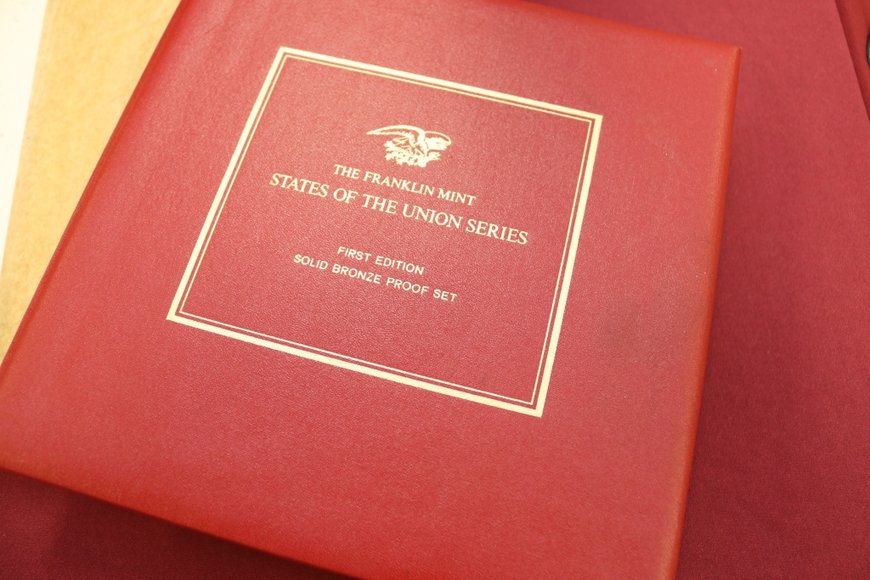 THE FRANKLIN MINT
STATES OF THE UNION SERIES
FIRST EDITION
SOLID BRONZE PROOF SET